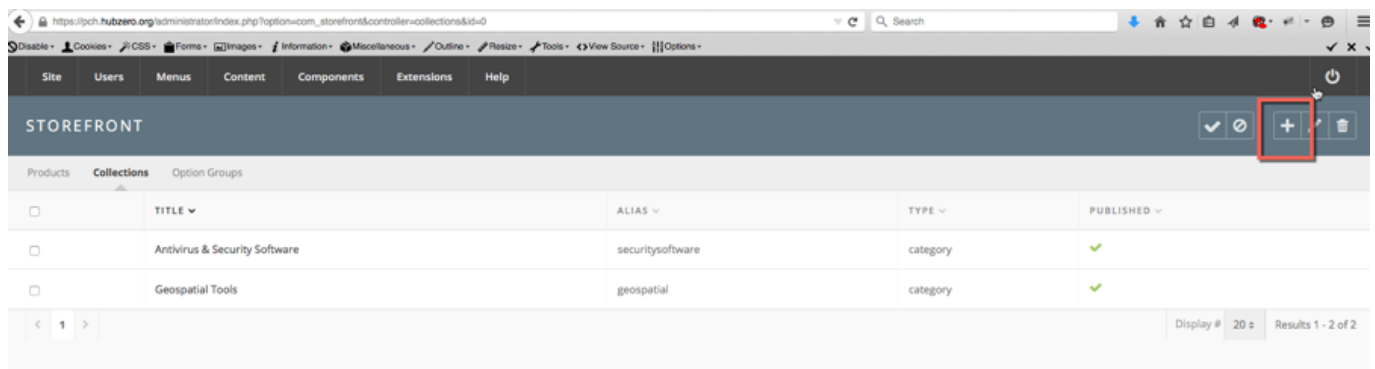 https://pch.hubzero.org/administrator/index.php?option=com_storefront&controller=collections&id=0 Search
Disable Cookies CSS Forms Images Information Miscellaneous Outline Resize Tools View Source Options
Site Users Menus Content Components Extensions Help
STOREFRONT
Products Collections Option Groups
TITLE ALIAS TYPE PUBLISHED
Antivirus & Security Software securitysoftware category
Geospatial Tools geospatial category
< 1 > Display # 20 Results 1 - 2 of 2